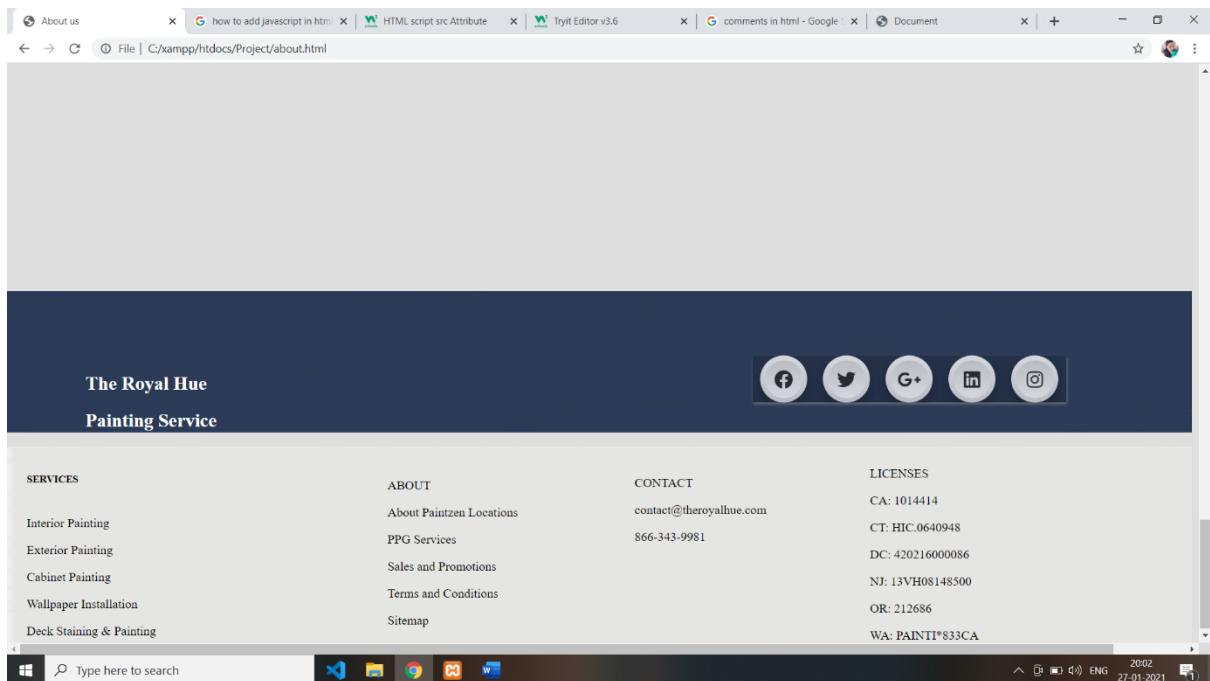 About us
how to add javascript in html
HTML script src Attribute
Tryit Editor v3.6
comments in html - Google S
Document
File | C:/xampp/htdocs/Project/about.html
The Royal Hue
Painting Service
G+
in
SERVICES
Interior Painting
Exterior Painting
Cabinet Painting
Wallpaper Installation
Deck Staining & Painting
ABOUT
About Paintzen Locations
PPG Services
Sales and Promotions
Terms and Conditions
Sitemap
CONTACT
contact@theroyalhue.com
866-343-9981
LICENSES
CA: 1014414
CT: HIC.0640948
DC: 420216000086
NJ: 13VH08148500
OR: 212686
WA: PAINTI*833CA
Type here to search
ENG
20:02
27-01-2021
1